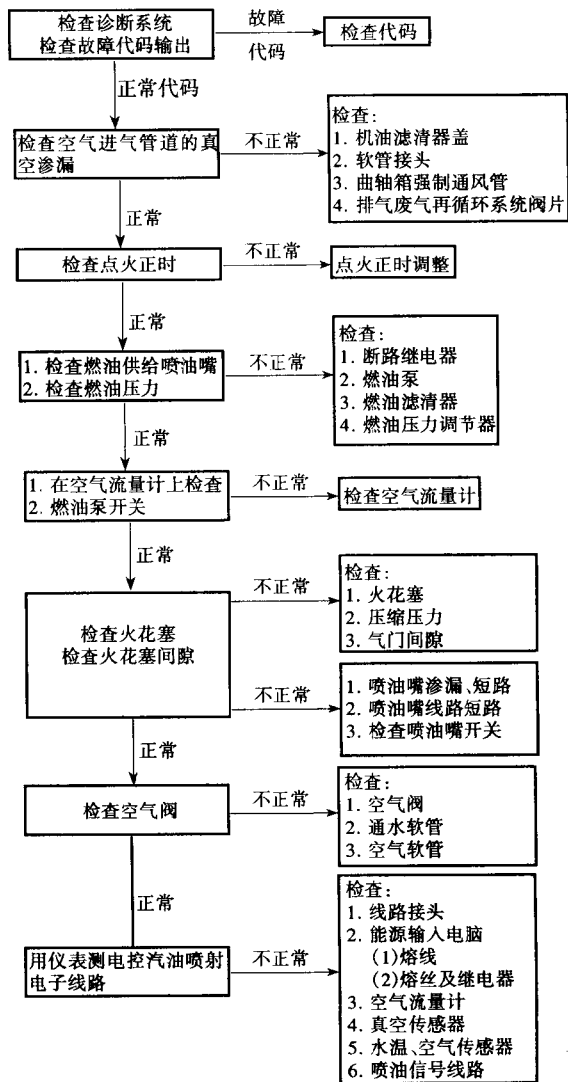 检查诊断系统
检查故障代码输出
故障
代码
检查代码
正常代码
检查空气进气管道的真
空渗漏
不正常
检查:
1. 机油滤清器盖
2. 软管接头
3. 曲轴箱强制通风管
4. 排气废气再循环系统阀片
正常
检查点火正时
不正常
点火正时调整
正常
1. 检查燃油供给喷油嘴
2. 检查燃油压力
不正常
检查:
1. 断路继电器
2. 燃油泵
3. 燃油滤清器
4. 燃油压力调节器
正常
1. 在空气流量计上检查
2. 燃油泵开关
不正常
检查空气流量计
正常
检查火花塞
检查火花塞间隙
不正常
检查:
1. 火花塞
2. 压缩压力
3. 气门间隙
不正常
1. 喷油嘴渗漏、短路
2. 喷油嘴线路短路
3. 检查喷油嘴开关
正常
检查空气阀
不正常
检查:
1. 空气阀
2. 通水软管
3. 空气软管
正常
用仪表测电控汽油喷射
电子线路
不正常
检查:
1. 线路接头
2. 能源输入电脑
(1)熔线
(2)熔丝及继电器
3. 空气流量计
4. 真空传感器
5. 水温、空气传感器
6. 喷油信号线路